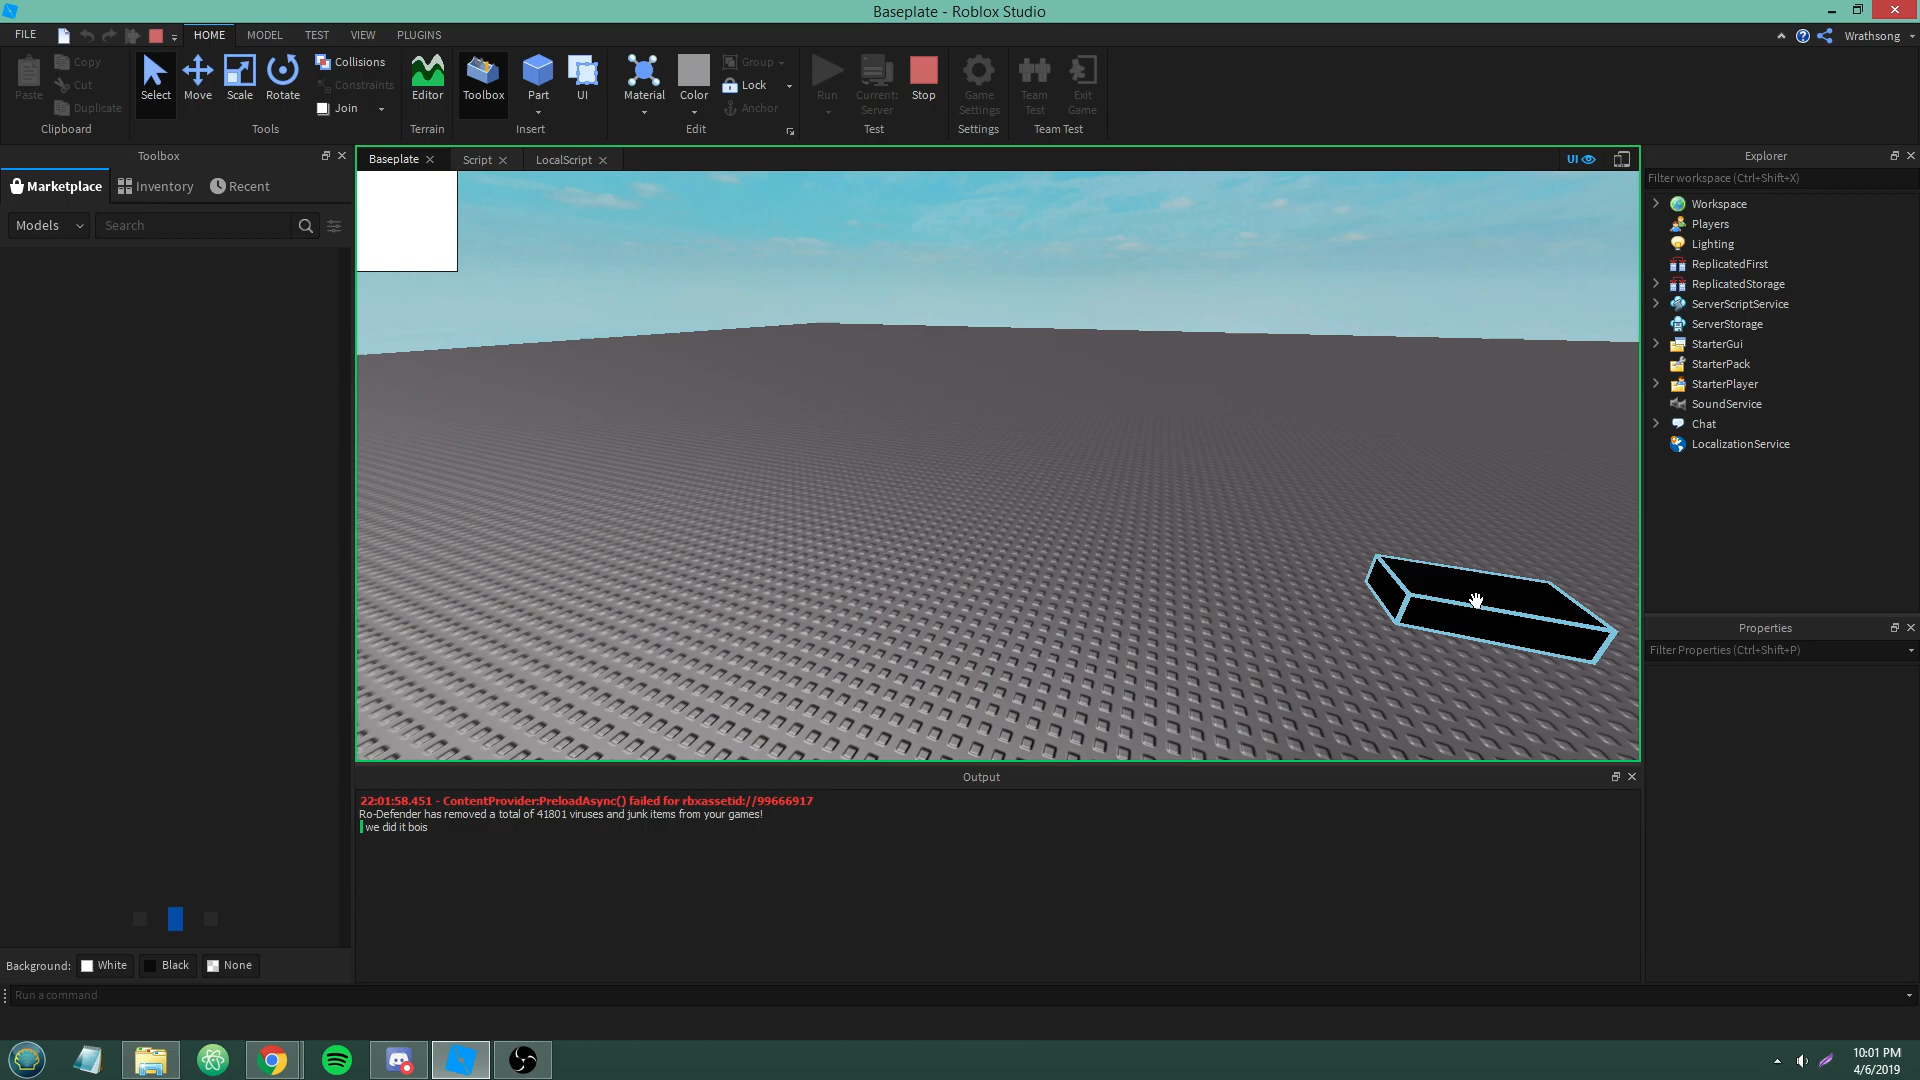 Baseplate - Roblox Studio
FILE HOME MODEL TEST VIEW PLUGINS Wrathsong
Paste Copy Cut Duplicate Clipboard
Select Move Scale Rotate Collisions Constraints Join Tools
Editor Terrain
Toolbox Part UI Insert
Material Color Group Lock Anchor Edit
Run Current: Server Stop Test
Game Settings Settings
Team Test Exit Game Team Test
Toolbox
Marketplace Inventory Recent
Models Search
Baseplate Script LocalScript UI
Explorer
Filter workspace (Ctrl+Shift+X)
Workspace
Players
Lighting
ReplicatedFirst
ReplicatedStorage
ServerScriptService
ServerStorage
StarterGui
StarterPack
StarterPlayer
SoundService
Chat
LocalizationService
Properties
Filter Properties (Ctrl+Shift+P)
Output
22:01:58.451 - ContentProvider:PreloadAsync() failed for rbxassetid://99666917
Ro-Defender has removed a total of 41801 viruses and junk items from your games!
we did it bois
Background: White Black None
Run a command
10:01 PM
4/6/2019